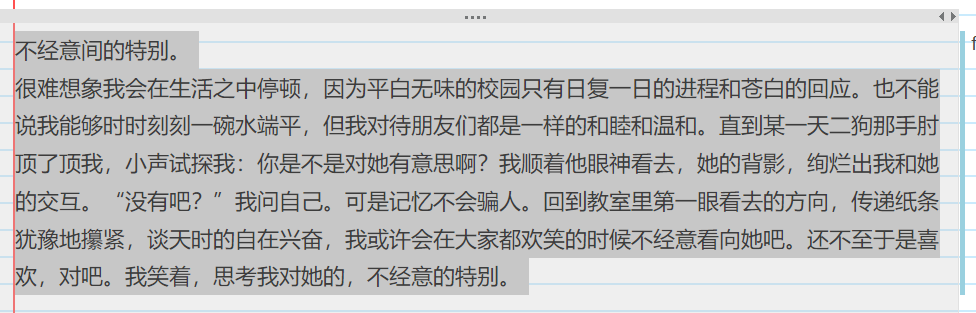 不经意间的特别。
很难想象我会在生活之中停顿，因为平白无味的校园只有日复一日的进程和苍白的回应。也不能
说我能够时时刻刻一碗水端平，但我对待朋友们都是一样的和睦和温和。直到某一天二狗那手肘
顶了顶我，小声试探我：你是不是对她有意思啊？我顺着他眼神看去，她的背影，绚烂出我和她
的交互。“没有吧？”我问自己。可是记忆不会骗人。回到教室里第一眼看去的方向，传递纸条
犹豫地攥紧，谈天时的自在兴奋，我或许会在大家都欢笑的时候不经意看向她吧。还不至于是喜
欢，对吧。我笑着，思考我对她的，不经意的特别。